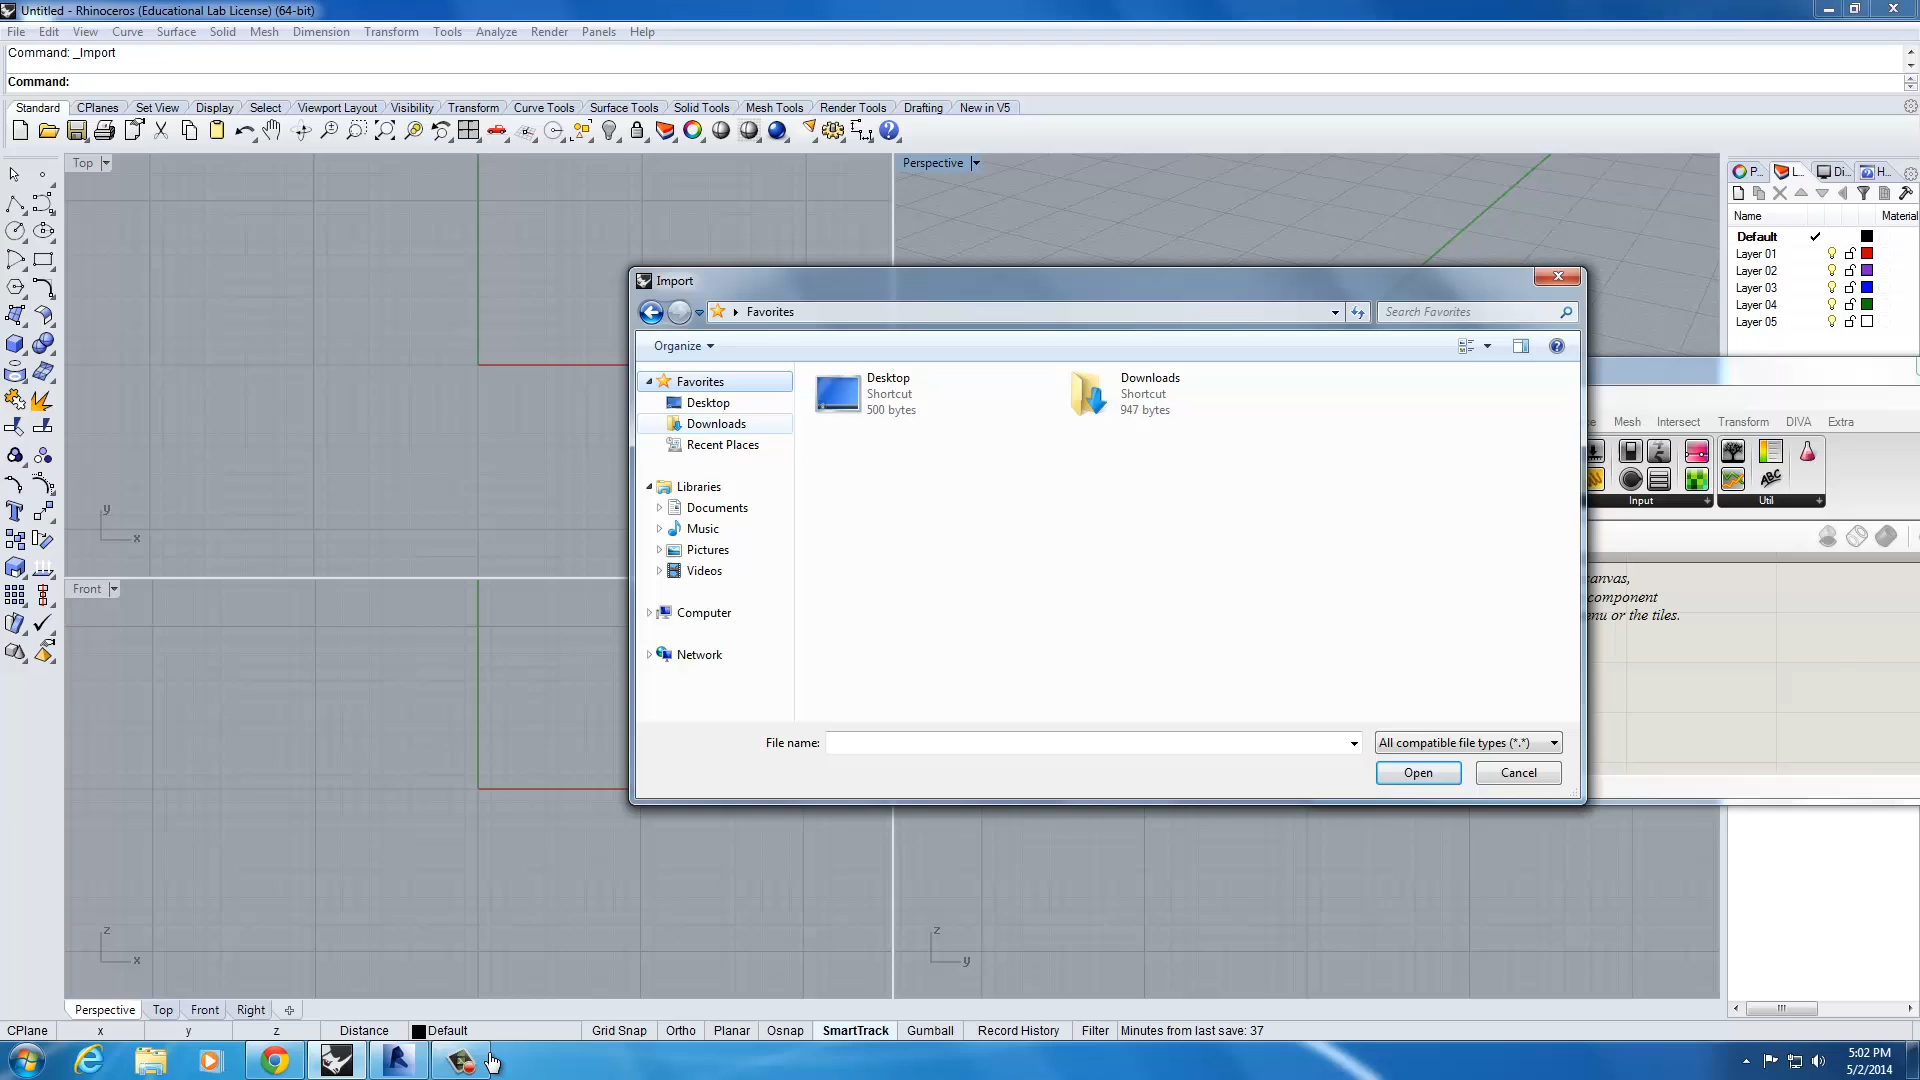 Untitled - Rhinoceros (Educational Lab License) (64-bit)
File Edit View Curve Surface Solid Mesh Dimension Transform Tools Analyze Render Panels Help
Command: _Import
Command:
Standard CPlanes Set View Display Select Viewport Layout Visibility Transform Curve Tools Surface Tools Solid Tools Mesh Tools Render Tools Drafting New in V5
Top
Perspective
P... L... Di... H...
Name Material
Default
Layer 01
Layer 02
Layer 03
Layer 04
Layer 05
Import
Favorites
Search Favorites
Organize
Favorites
Desktop
Downloads
Recent Places
Libraries
Documents
Music
Pictures
Videos
Computer
Network
Desktop
Shortcut
500 bytes
Downloads
Shortcut
947 bytes
File name:
All compatible file types (*.*)
Open Cancel
Mesh Intersect Transform DIVA Extra
ABC
Input Util
canvas,
component
enu or the tiles.
y
x
Front
z
x
z
y
Perspective Top Front Right
CPlane x y z Distance Default Grid Snap Ortho Planar Osnap SmartTrack Gumball Record History Filter Minutes from last save: 37
5:02 PM
5/2/2014